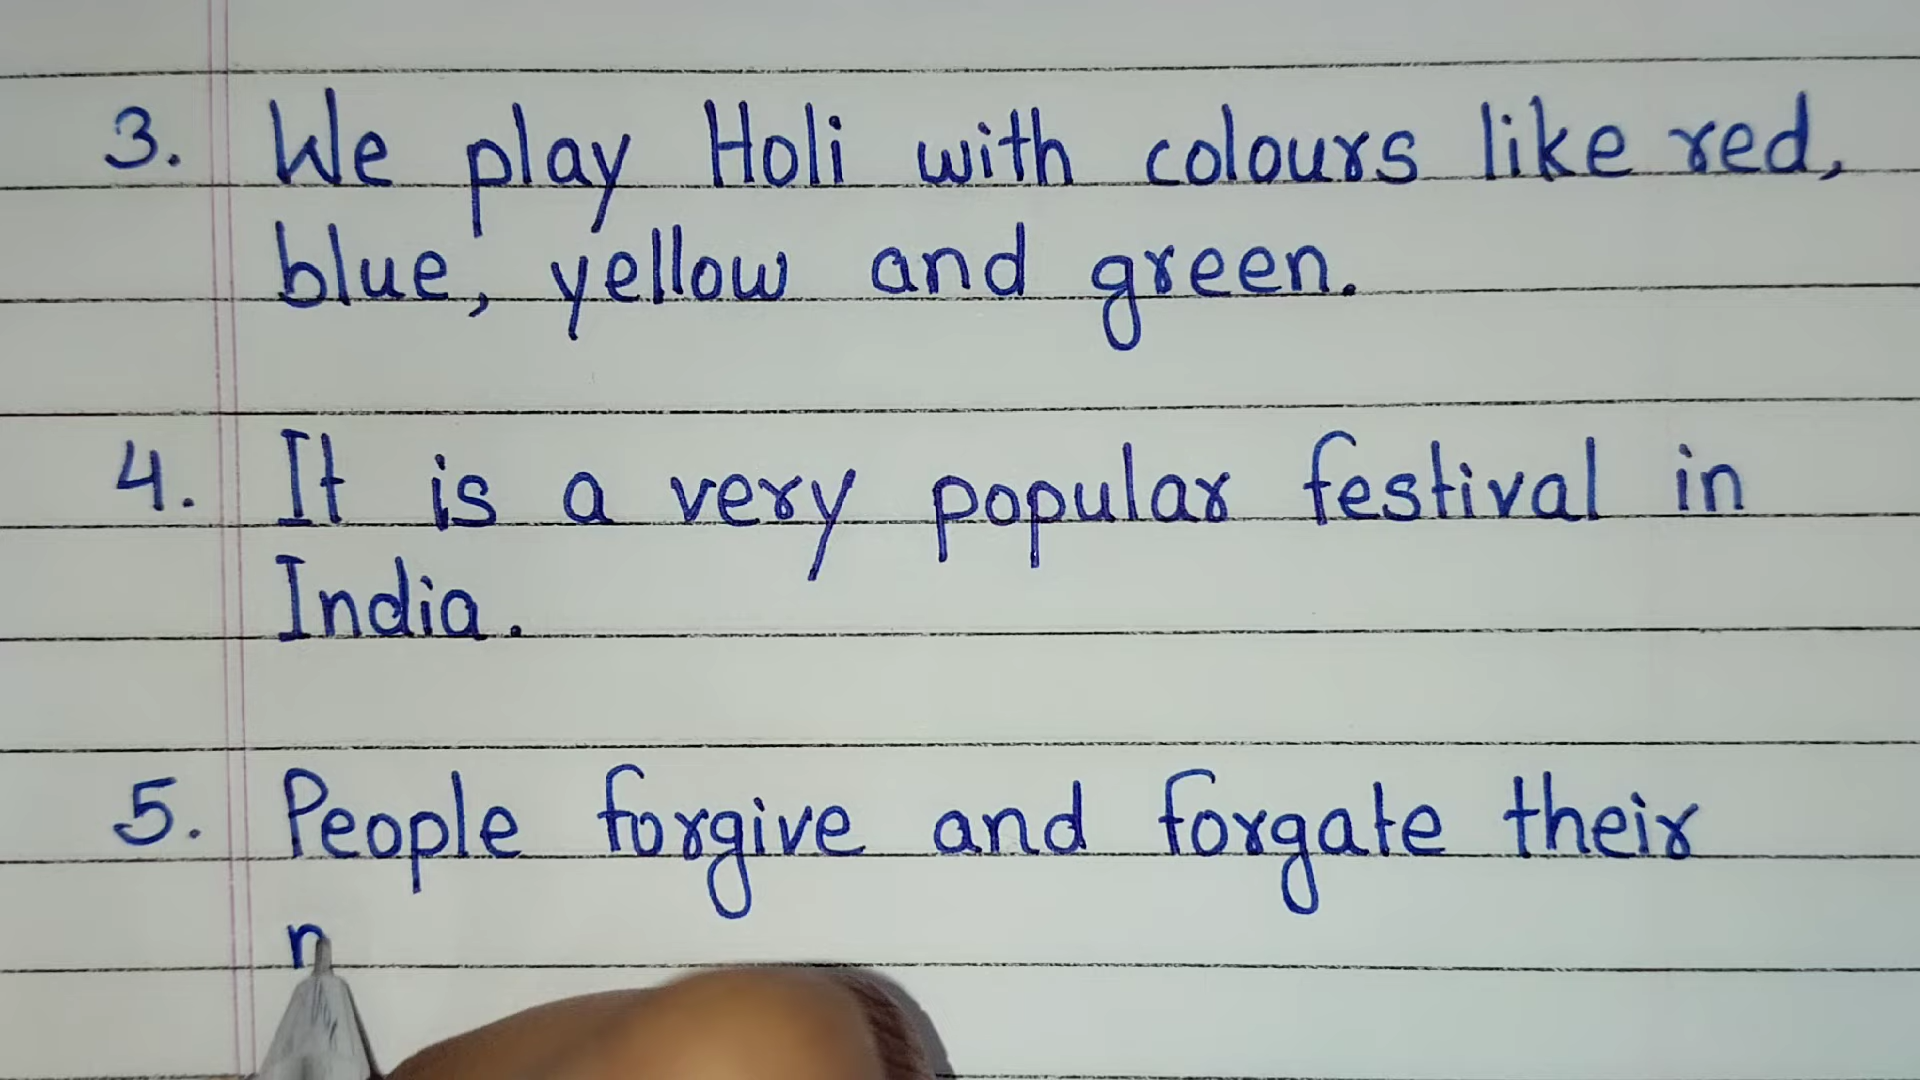 3. We play Holi with colours like red,
blue, yellow and green.
4. It is a very popular festival in
India.
5. People forgive and forgate their